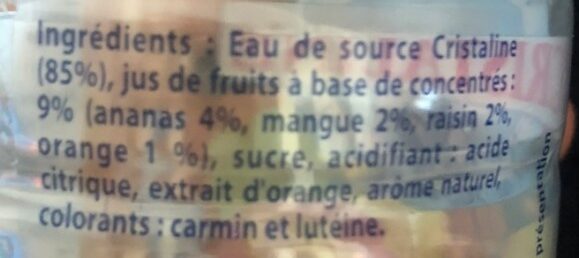 Ingrédients : Eau de source Cristaline
(85%), jus de fruits à base de concentrés :
9% (ananas 4%, mangue 2%, raisin 2%,
orange 1 %), sucre, acidifiant : acide
citrique, extrait d'orange, arôme naturel,
colorants : carmin et lutéine.
présentation